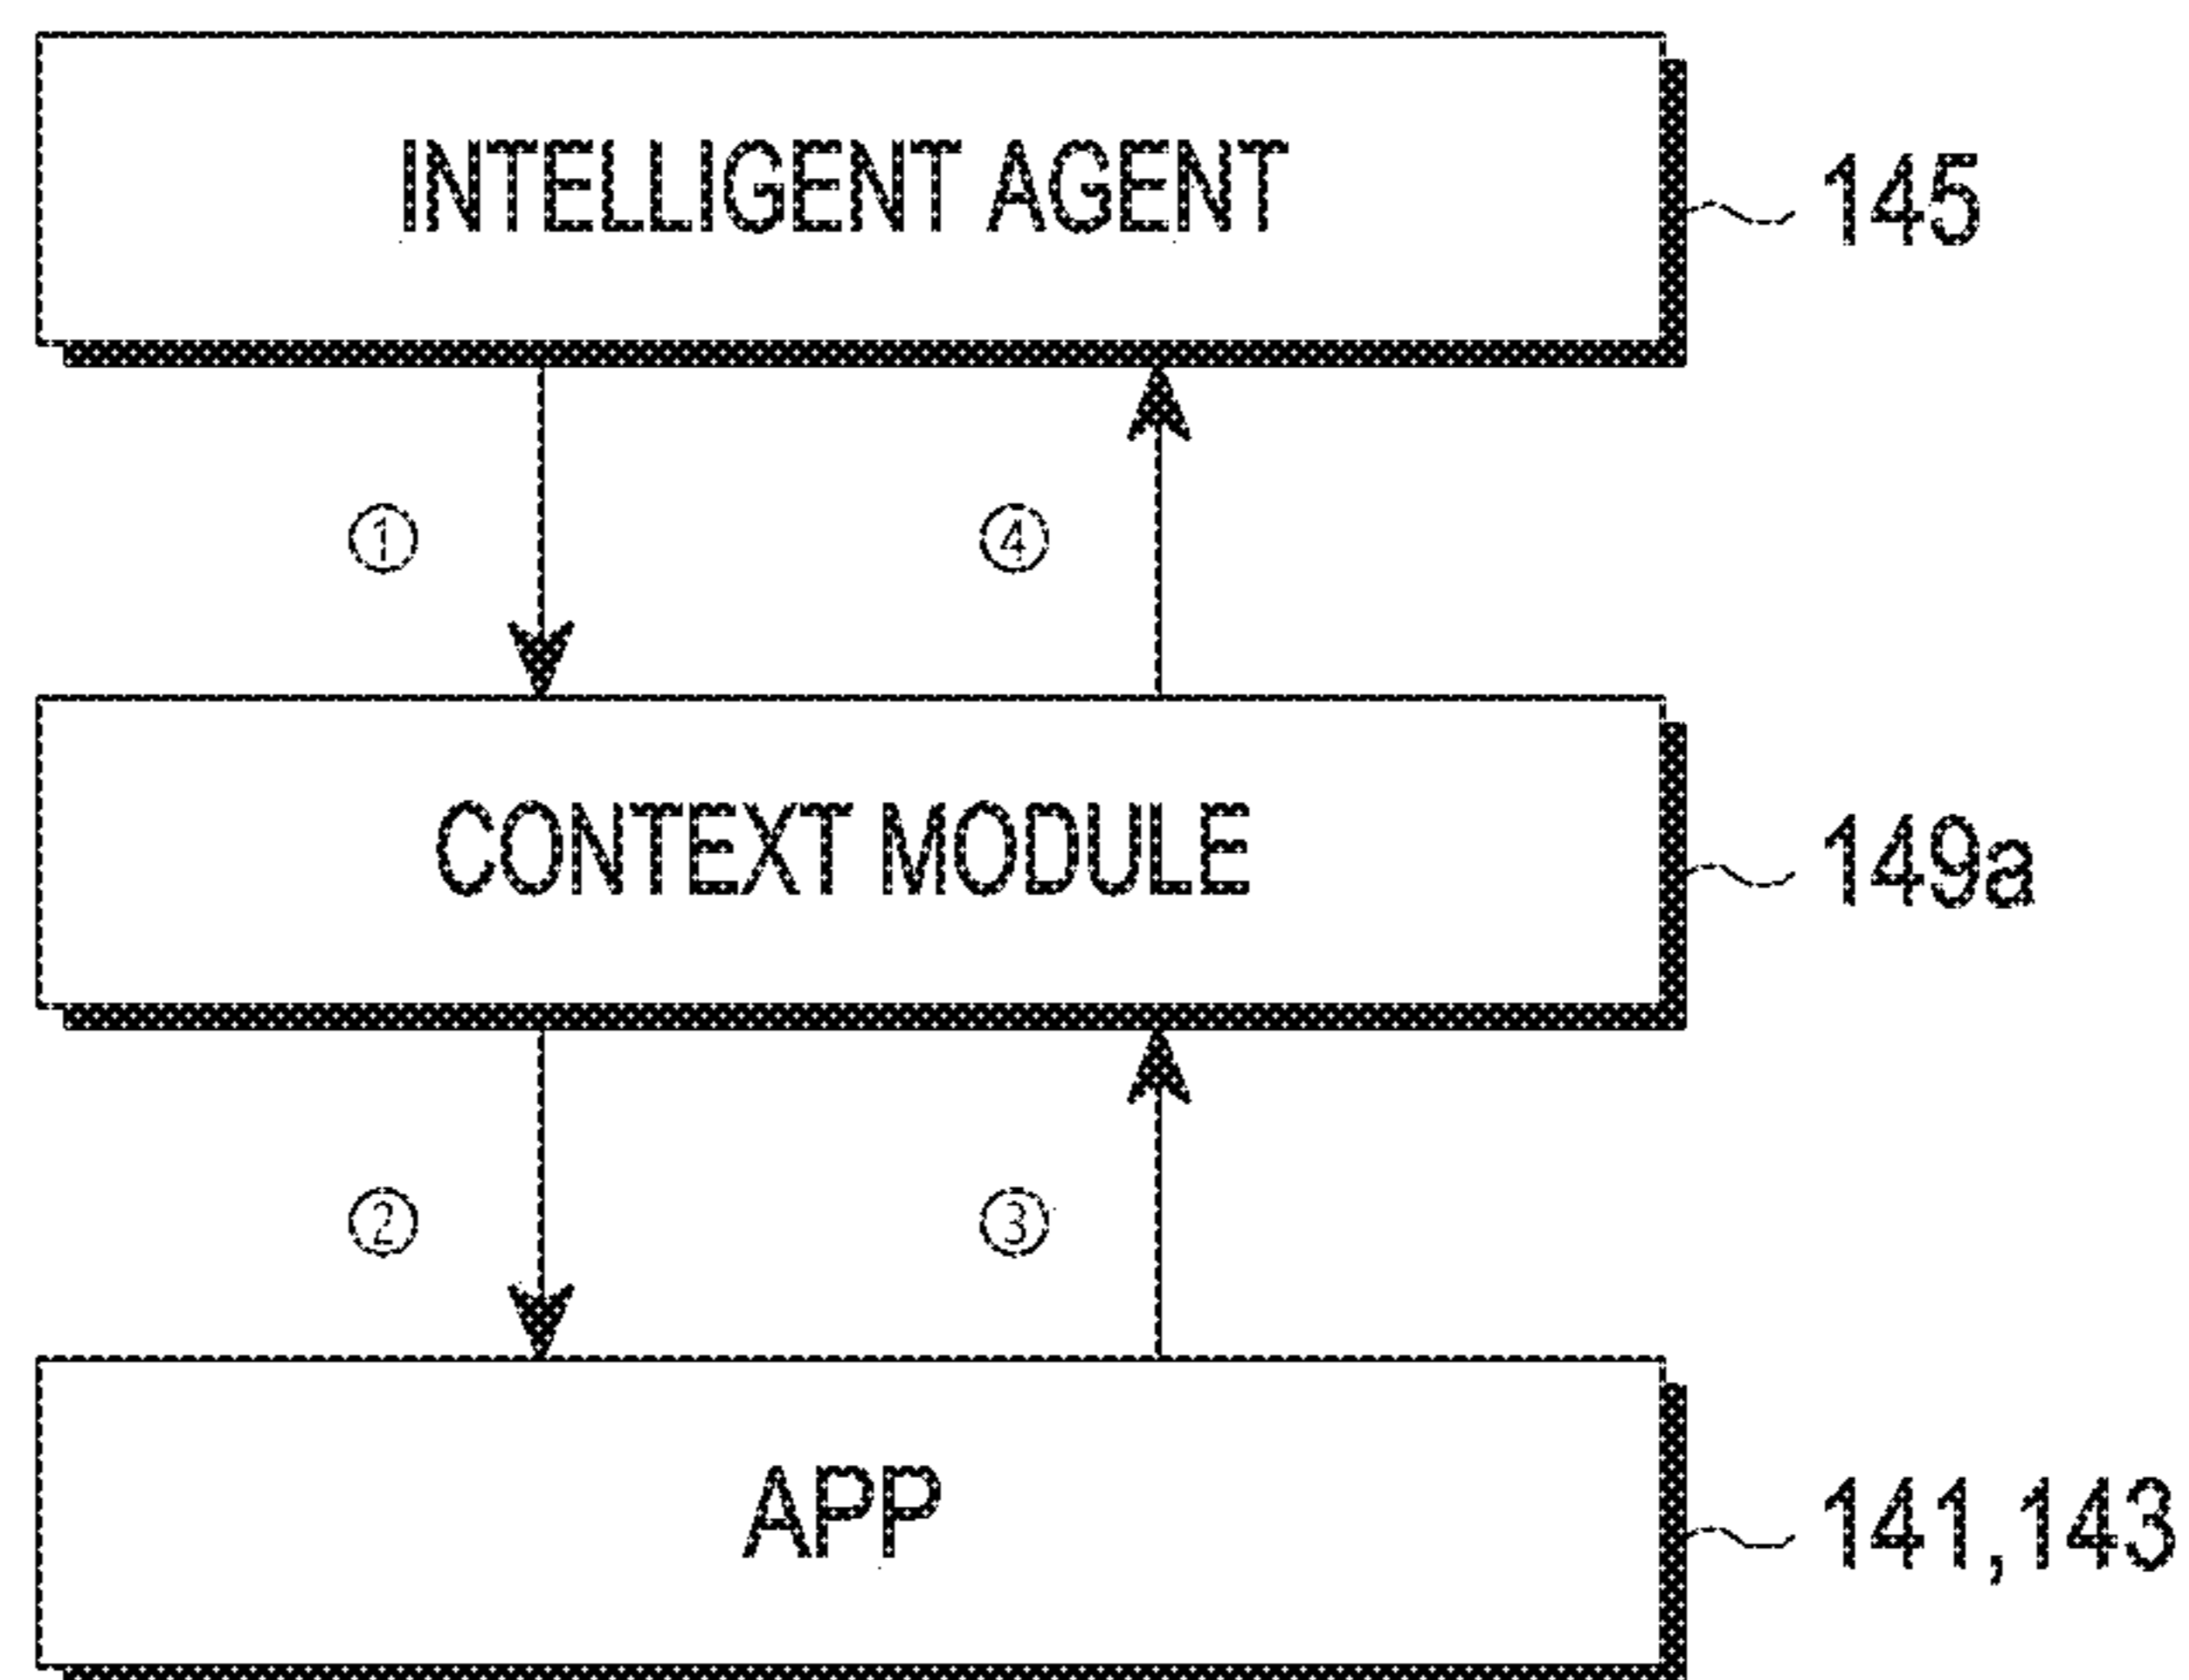 INTELLIGENT AGENT
145
① ④
CONTEXT MODULE
149a
② ③
APP
141,143